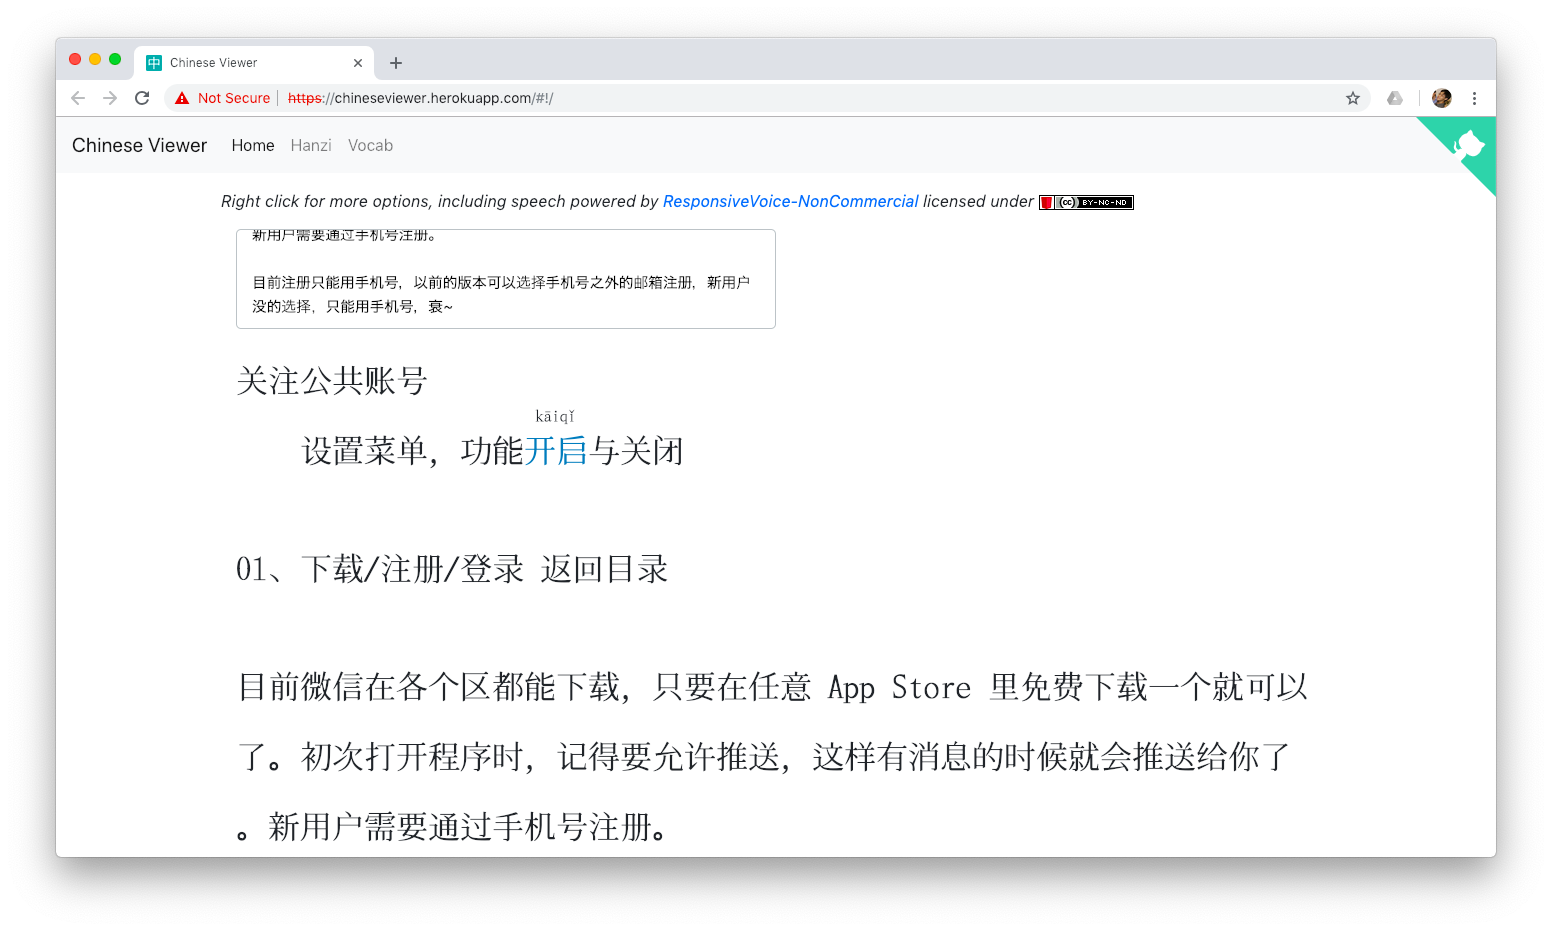 Chinese Viewer
Not Secure https://chineseviewer.herokuapp.com/#!/
Chinese Viewer Home Hanzi Vocab
Right click for more options, including speech powered by ResponsiveVoice-NonCommercial licensed under cc BY-NC-ND
新用户需要通过手机号注册。
目前注册只能用手机号，以前的版本可以选择手机号之外的邮箱注册，新用户
没的选择，只能用手机号，衰~
关注公共账号
kāiqǐ
设置菜单，功能开启与关闭
01、下载/注册/登录 返回目录
目前微信在各个区都能下载，只要在任意 App Store 里免费下载一个就可以
了。初次打开程序时，记得要允许推送，这样有消息的时候就会推送给你了
。新用户需要通过手机号注册。